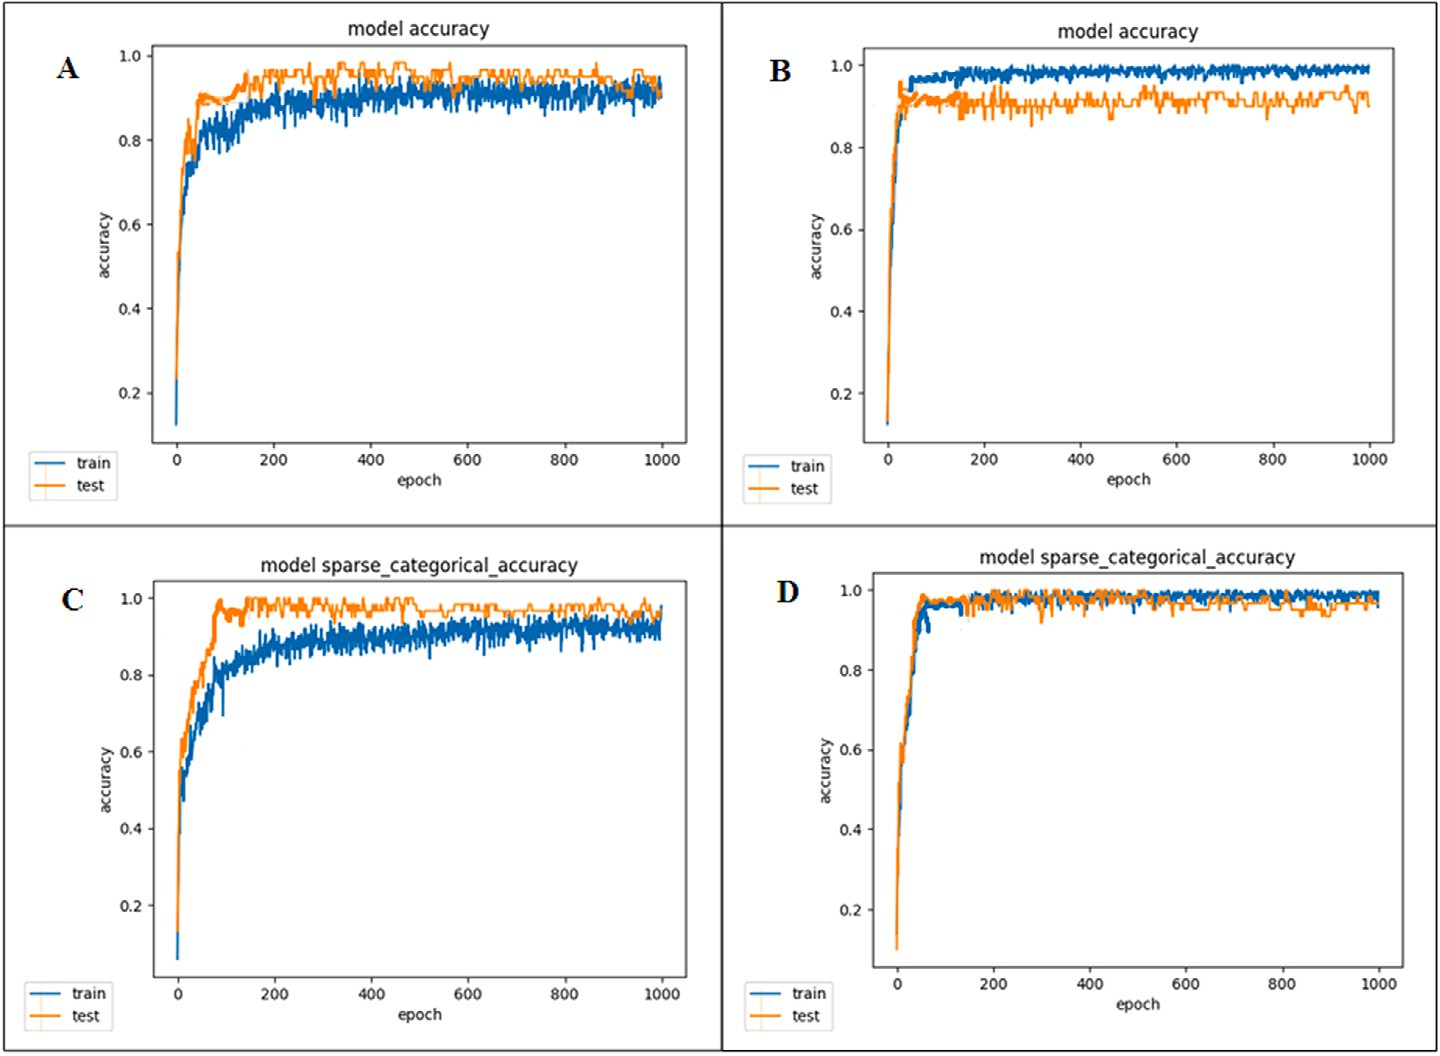 A
model accuracy
1.0
0.8
0.6
0.4
0.2
accuracy
0 200 400 600 800 1000
epoch
train
test
B
model accuracy
1.0
0.8
0.6
0.4
0.2
accuracy
0 200 400 600 800 1000
epoch
train
test
C
model sparse_categorical_accuracy
1.0
0.8
0.6
0.4
0.2
accuracy
0 200 400 600 800 1000
epoch
train
test
D
model sparse_categorical_accuracy
1.0
0.8
0.6
0.4
0.2
accuracy
0 200 400 600 800 1000
epoch
train
test